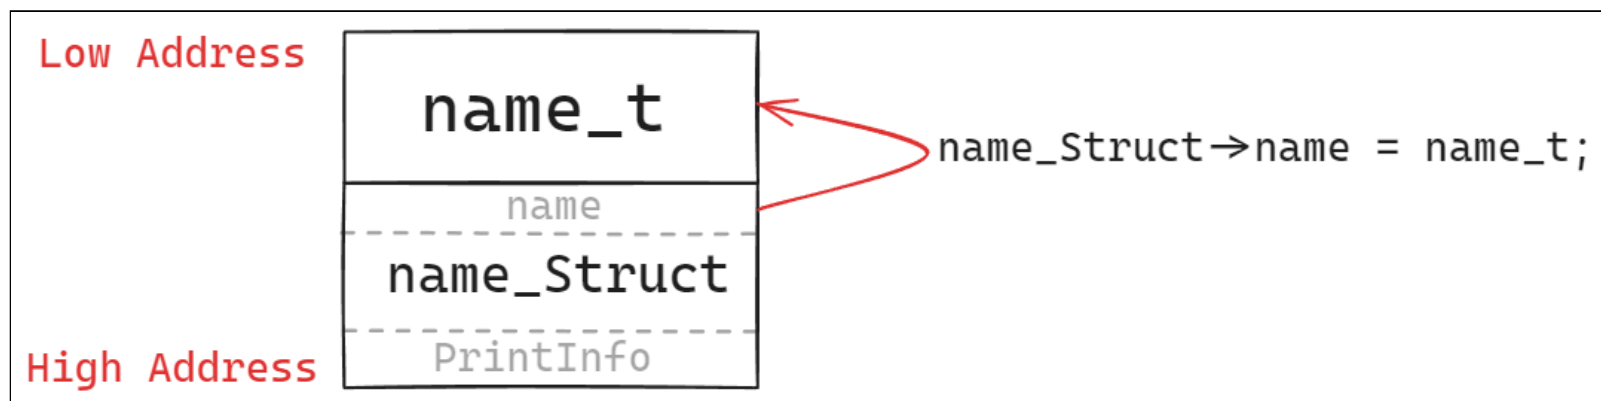 Low Address
name_t
name_Struct->name = name_t;
name
name_Struct
PrintInfo
High Address